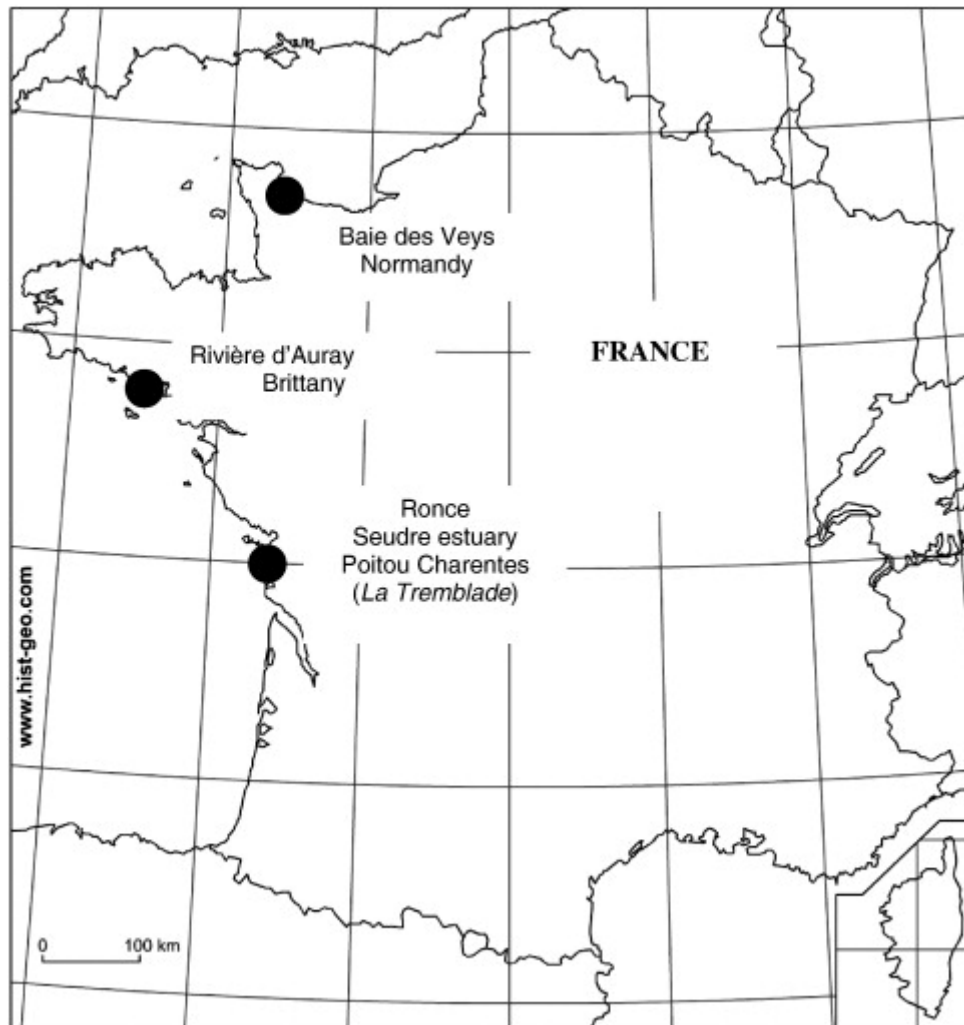 Baie des Veys
Normandy
Rivière d'Auray
Brittany
FRANCE
Ronce
Seudre estuary
Poitou Charentes
(La Tremblade)
www.hist-geo.com
0 100 km